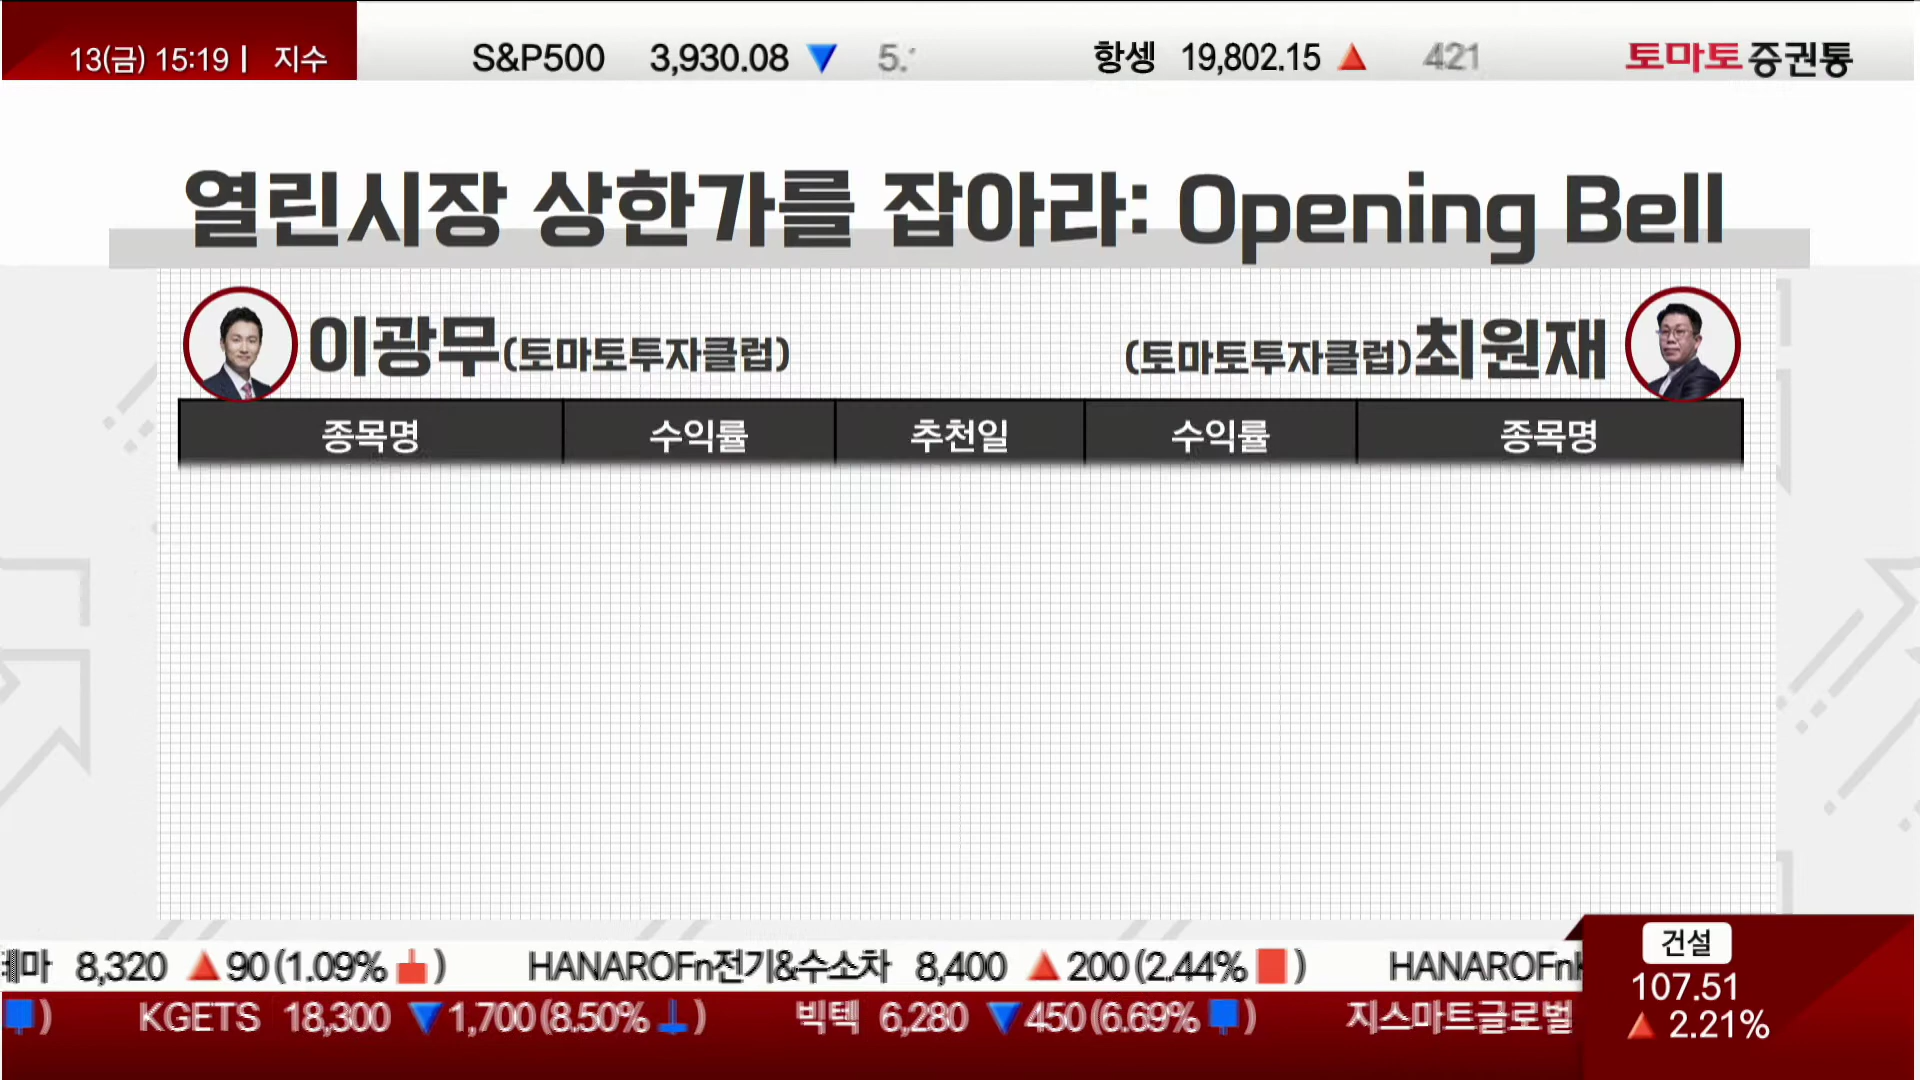 13(금) 15:19 | 지수 S&P500 3,930.08 ▼ 항셍 19,802.15 ▲ 421 토마토증권통
열린시장 상한가를 잡아라: Opening Bell
이광무(토마토투자클럽) (토마토투자클럽)최원재
종목명 수익률 추천일 수익률 종목명
8,320 ▲90(1.09% ) HANAROFn전기&수소차 8,400 ▲200(2.44% ) HANAROFn
KGETS 18,300 ▼1,700(8.50% ) 빅텍 6,280 ▼450(6.69% ) 지스마트글로벌
건설
107.51
▲ 2.21%